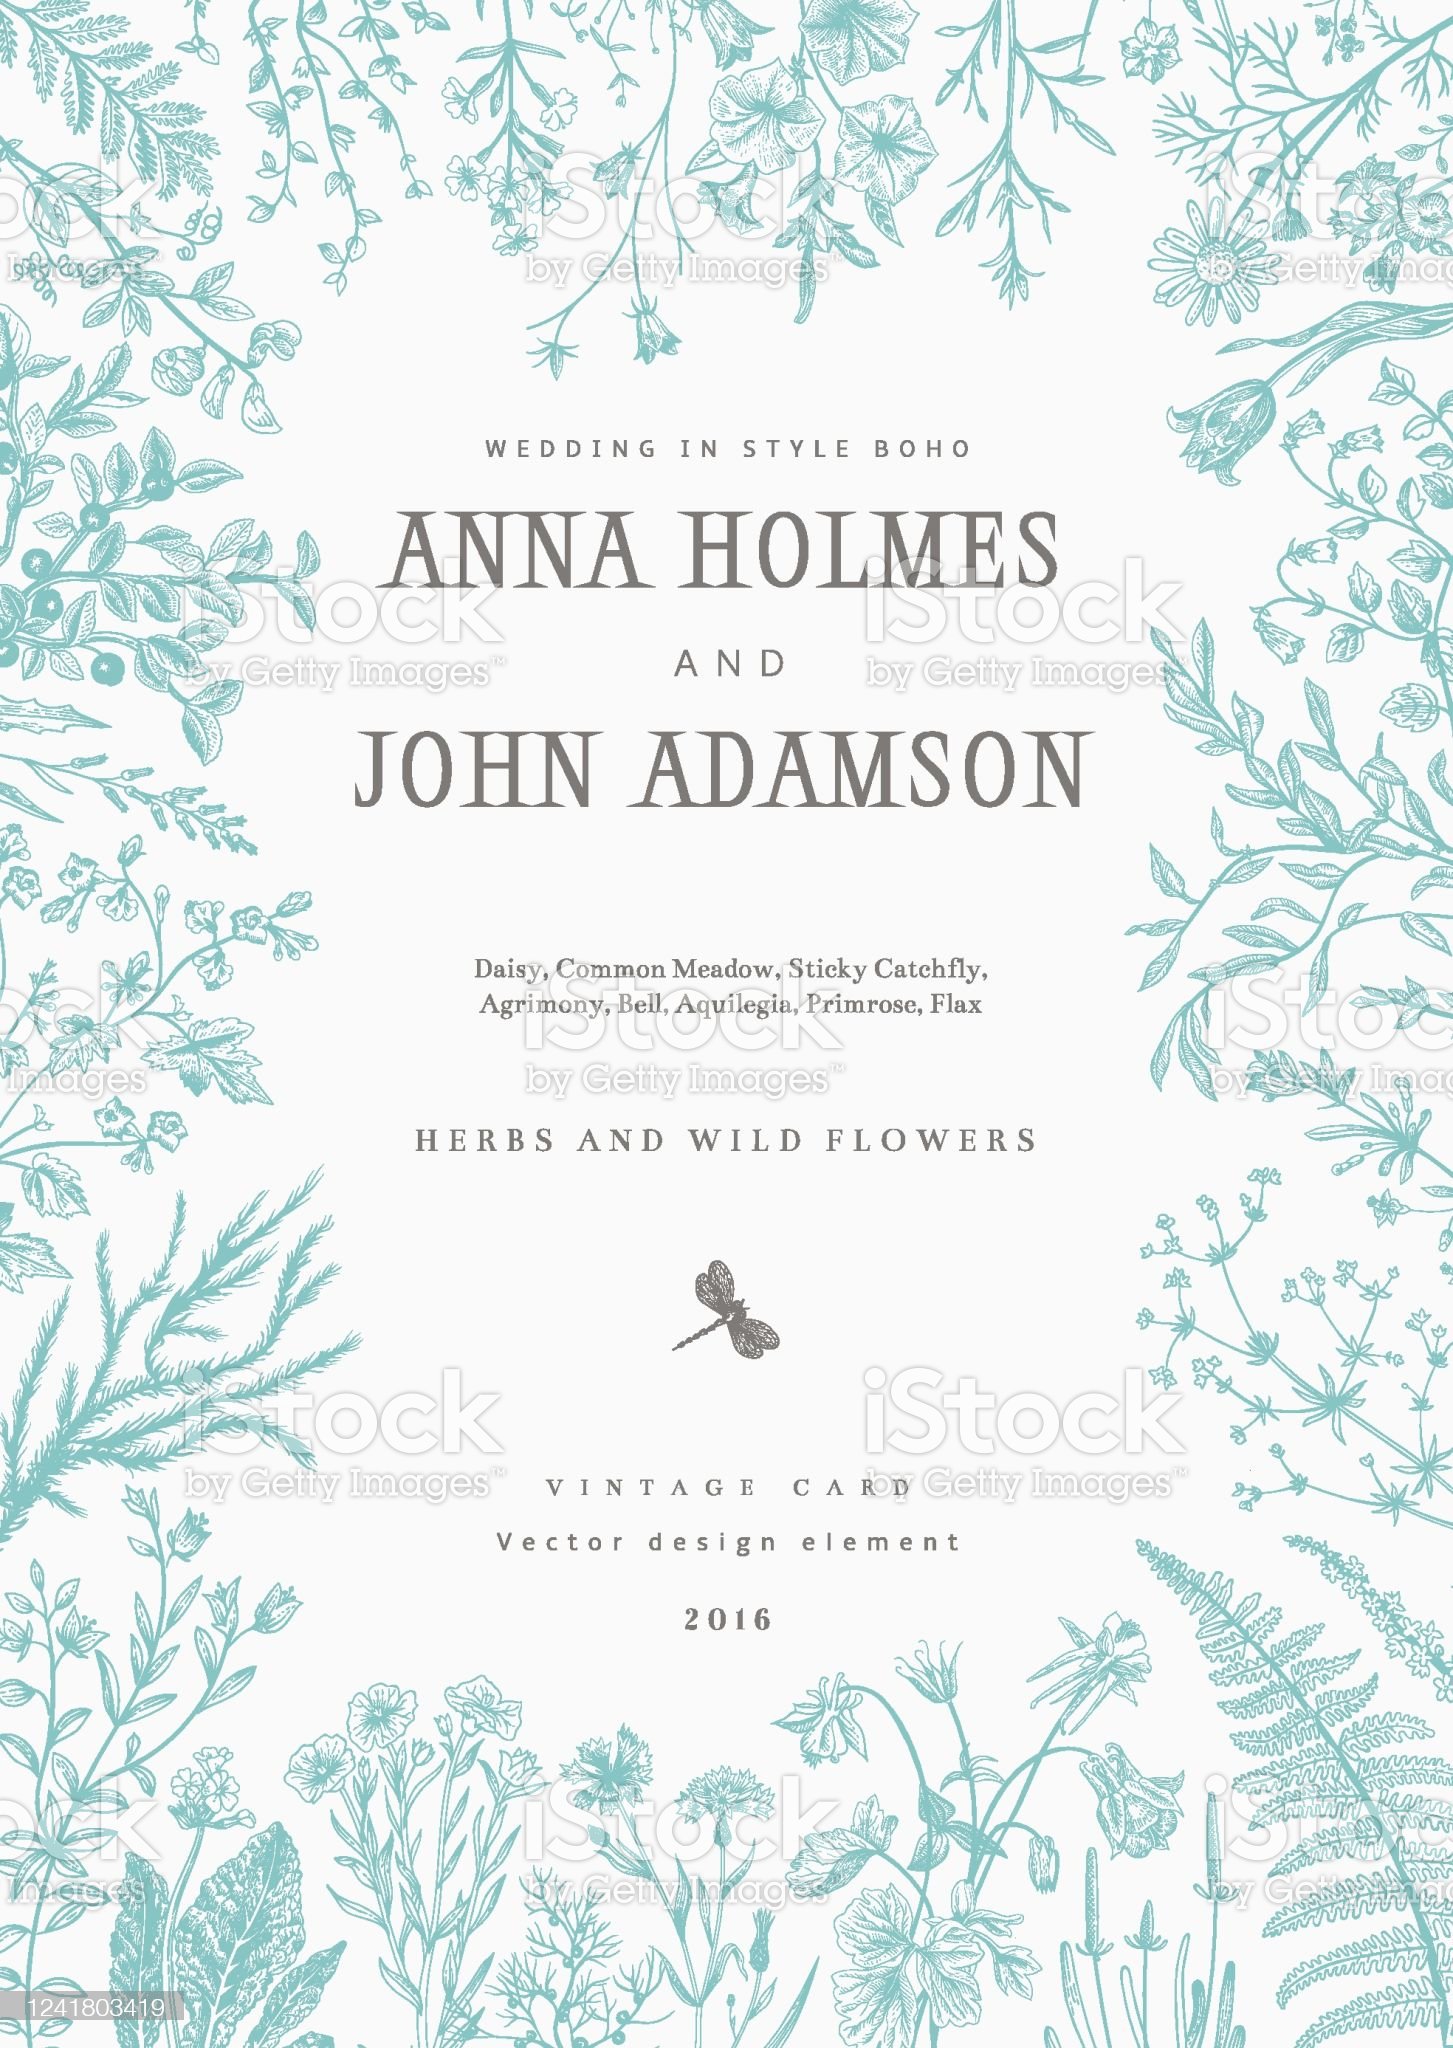 WEDDING IN STYLE BOHO
ANNA HOLMES
AND
JOHN ADAMSON
Daisy, Common Meadow, Sticky Catchfly,
Agrimony, Bell, Aquilegia, Primrose, Flax
HERBS AND WILD FLOWERS
VINTAGE CARD
Vector design element
2016
iStock
by Getty Images™
1241803419